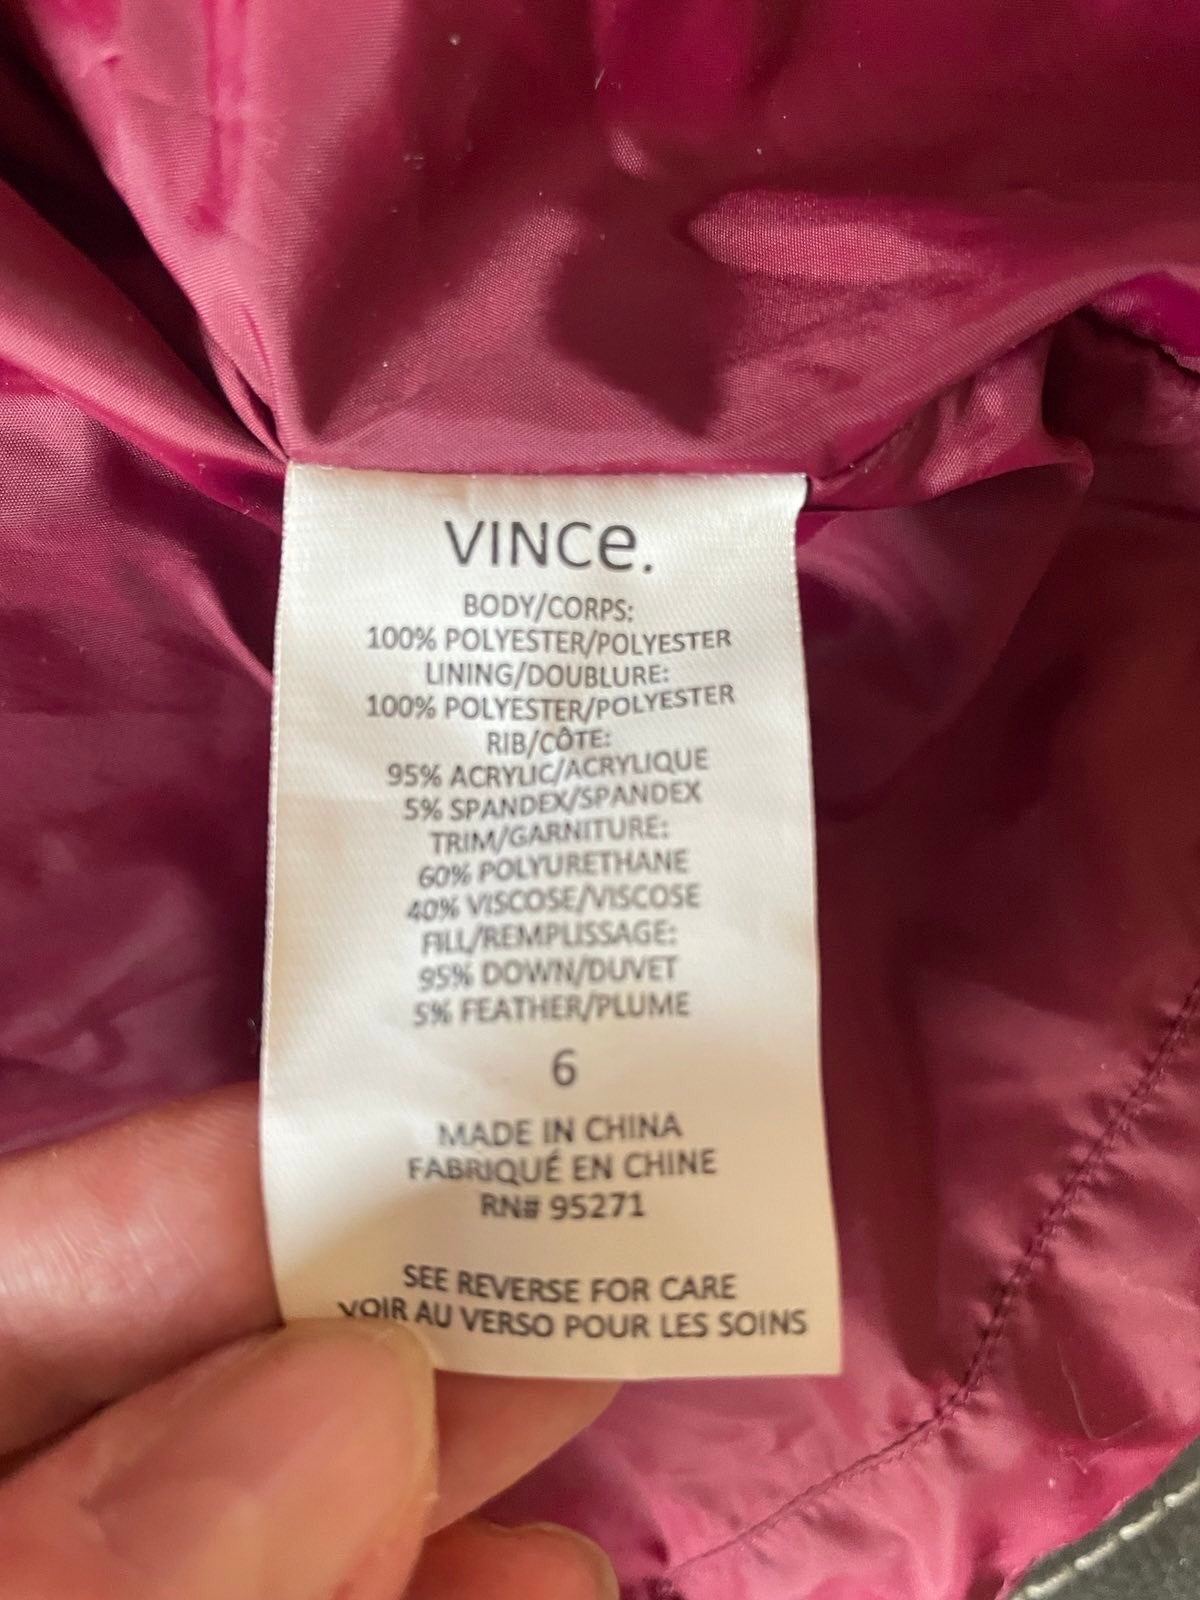 VINCe.
BODY/CORPS:
100% POLYESTER/POLYESTER
LINING/DOUBLURE:
100% POLYESTER/POLYESTER
RIB/CÔTE:
95% ACRYLIC/ACRYLIQUE
5% SPANDEX/SPANDEX
TRIM/GARNITURE:
60% POLYURETHANE
40% VISCOSE/VISCOSE
FILL/REMPLISSAGE:
95% DOWN/DUVET
5% FEATHER/PLUME
6
MADE IN CHINA
FABRIQUÉ EN CHINE
RN# 95271
SEE REVERSE FOR CARE
VOIR AU VERSO POUR LES SOINS